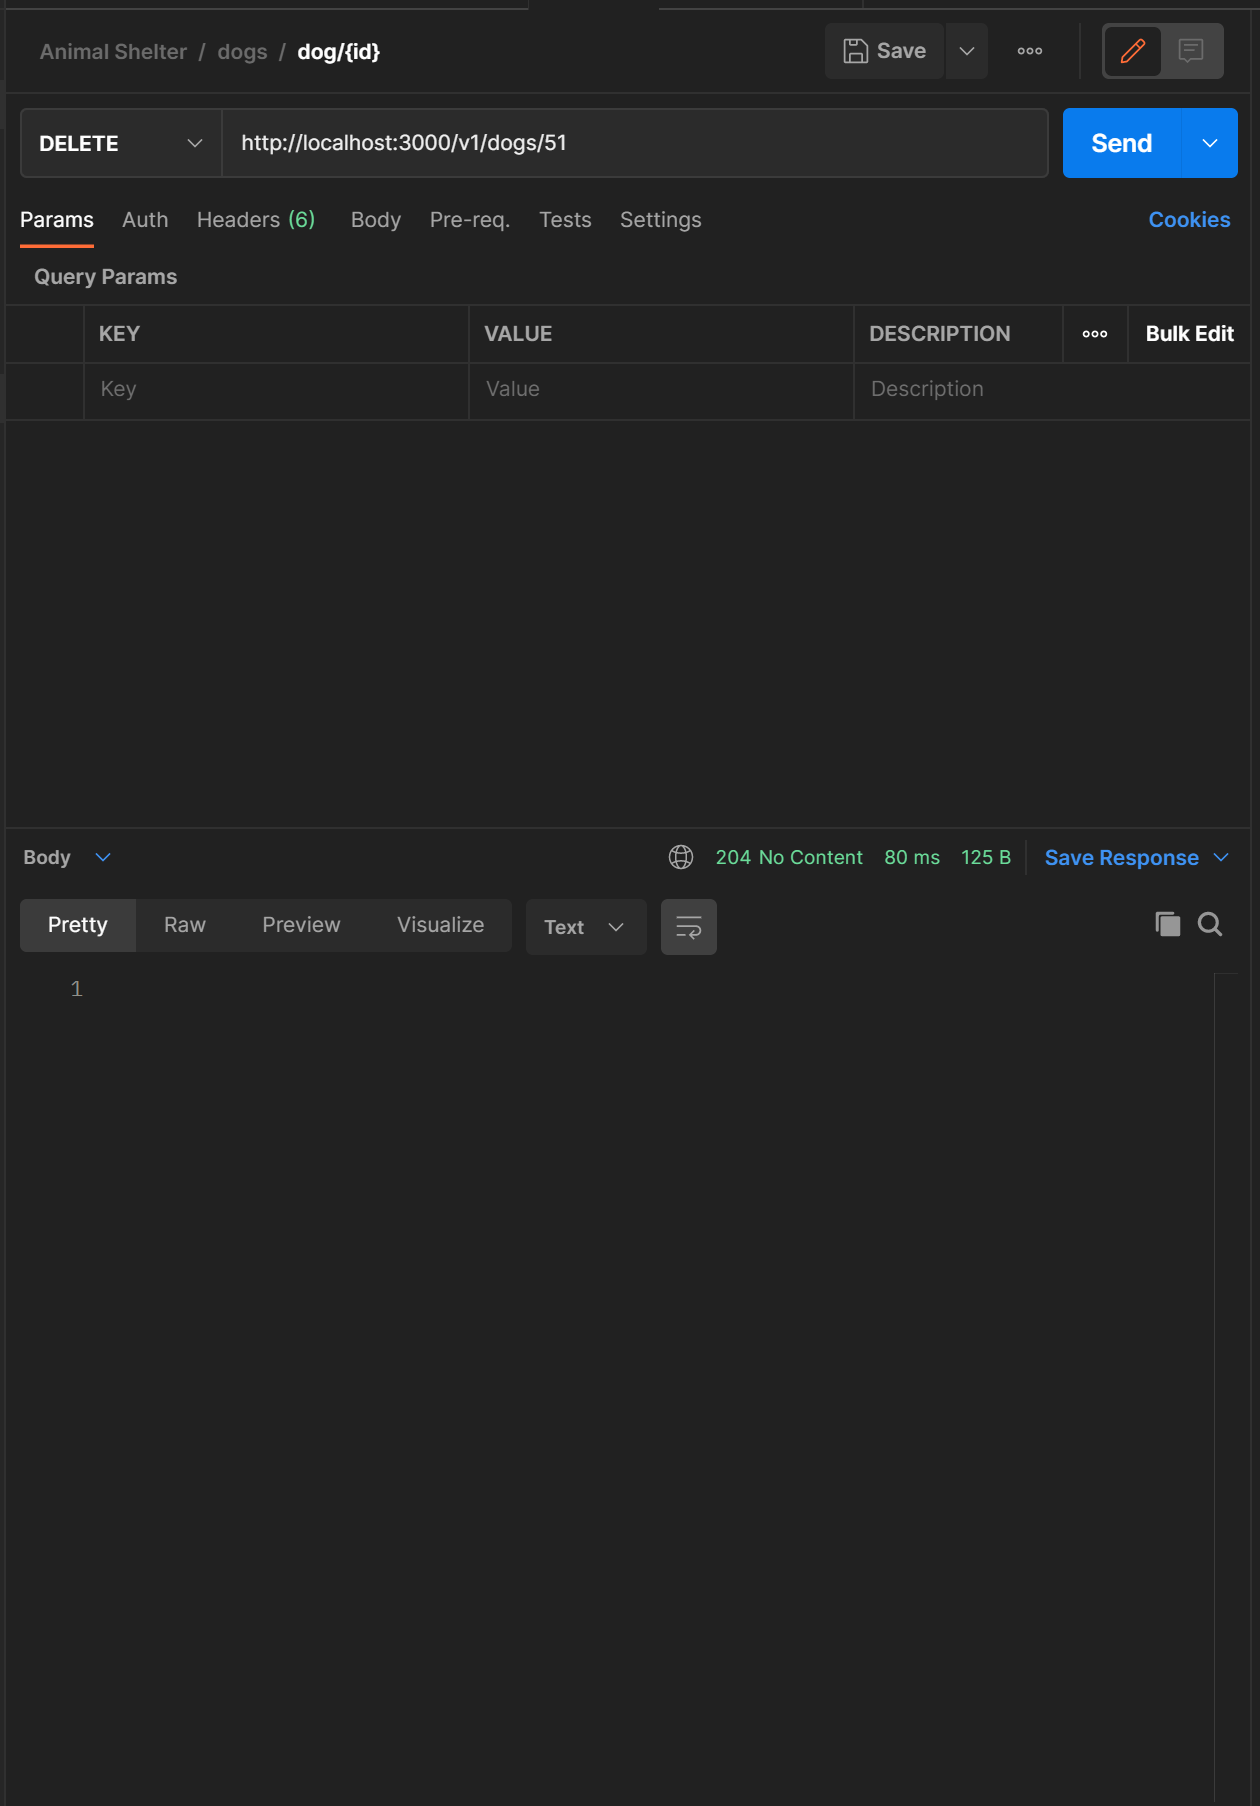 Animal Shelter / dogs / dog/{id} Save
DELETE http://localhost:3000/v1/dogs/51 Send
Params Auth Headers (6) Body Pre-req. Tests Settings Cookies
Query Params
KEY VALUE DESCRIPTION Bulk Edit
Key Value Description
Body 204 No Content 80 ms 125 B Save Response
Pretty Raw Preview Visualize Text
1